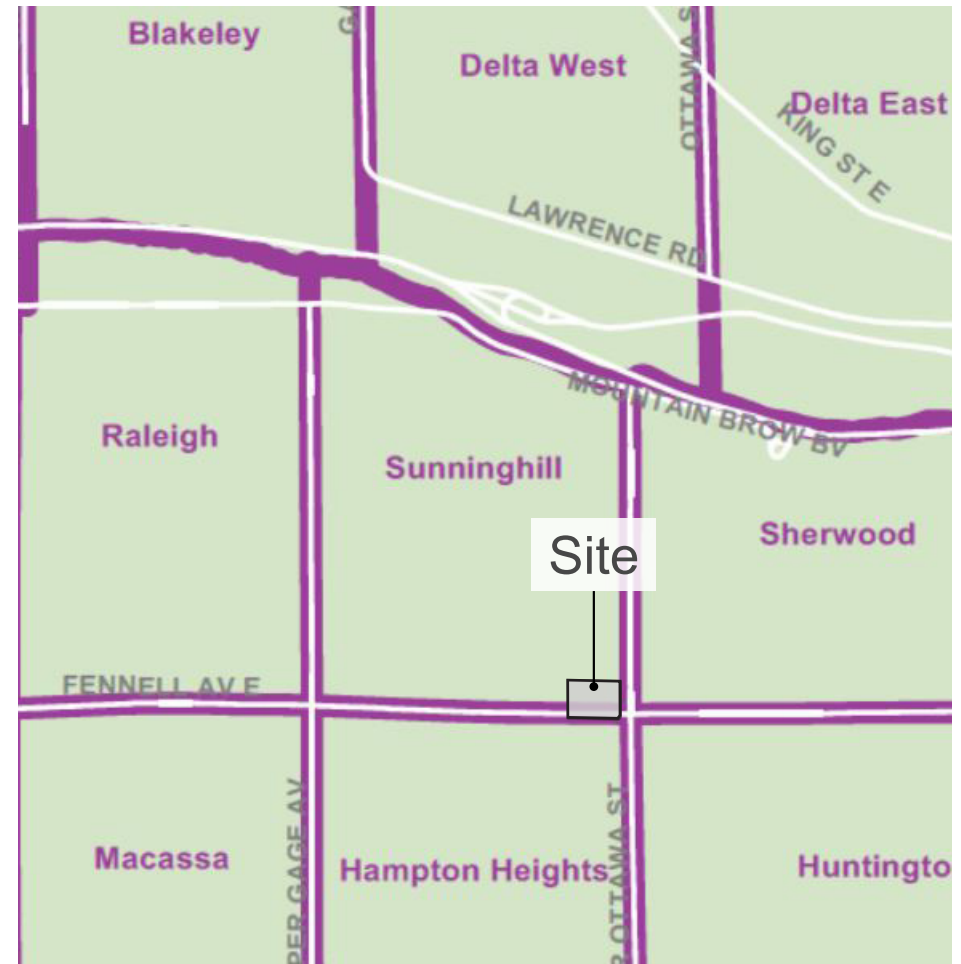 Blakeley
GA
Delta West
OTTAWA S
Delta East
KING ST E
LAWRENCE RD
MOUNTAIN BROW BV
Raleigh
Sunninghill
Sherwood
Site
FENNELL AV E
PER GAGE AV
R OTTAWA ST
Macassa
Hampton Heights
Huntingto